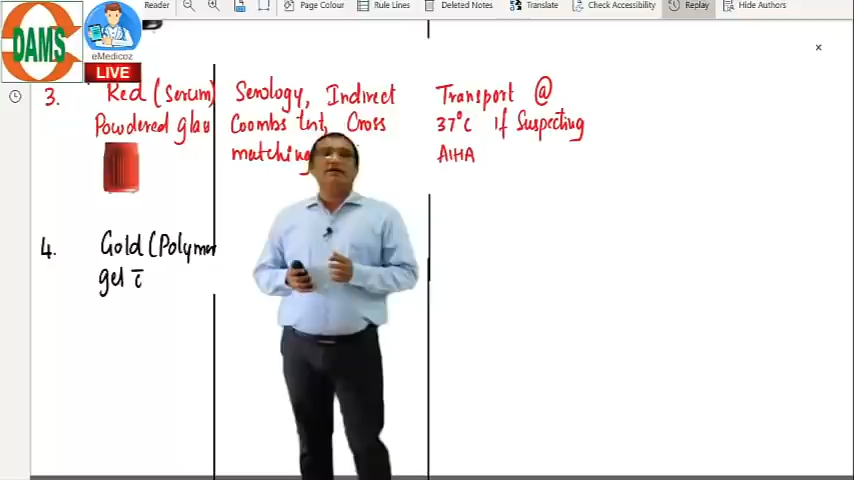 Reader
Page Colour
Rule Lines
Deleted Notes
Translate
Check Accessibility
Replay
Hide Authors
DAMS
eMedicoz
LIVE
3. Red (Serum) Serology, Indirect Transport @
Powdered glass Coombs test, Cross 37°C If Suspecting
matching AIHA
4. Gold (Polymer
gel c̄